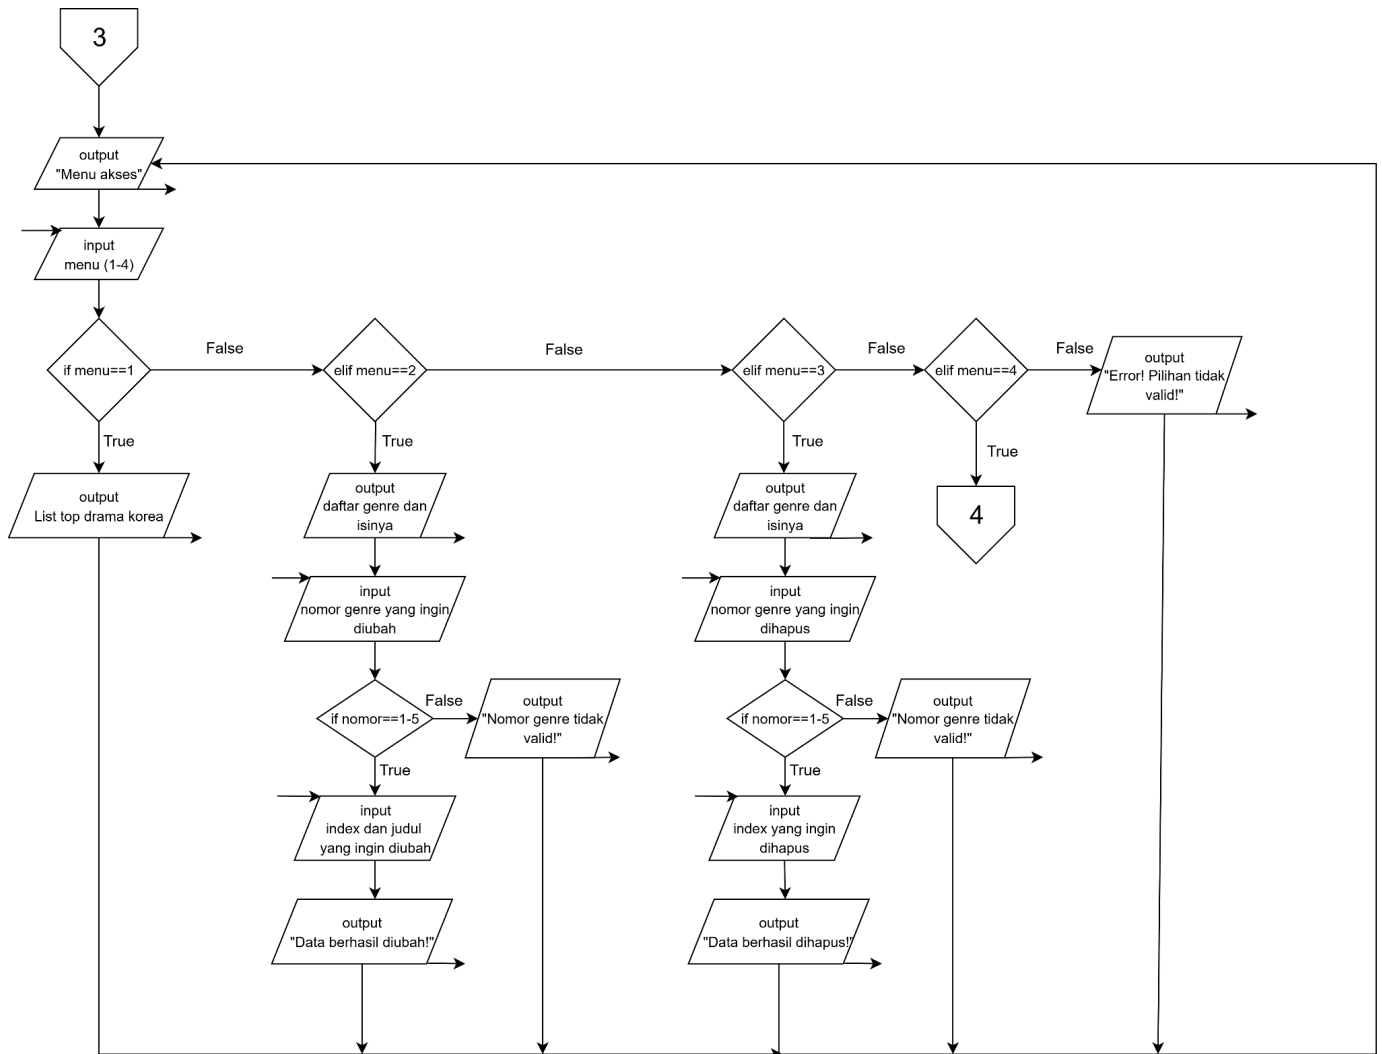 3
output
"Menu akses"
input
menu (1-4)
if menu==1
False
elif menu==2
False
elif menu==3
False
elif menu==4
False
output
"Error! Pilihan tidak
valid!"
True
True
True
True
output
List top drama korea
output
daftar genre dan
isinya
output
daftar genre dan
isinya
4
input
nomor genre yang ingin
diubah
input
nomor genre yang ingin
dihapus
if nomor==1-5
False
output
"Nomor genre tidak
valid!"
if nomor==1-5
False
output
"Nomor genre tidak
valid!"
True
True
input
index dan judul
yang ingin diubah
input
index yang ingin
dihapus
output
"Data berhasil diubah!"
output
"Data berhasil dihapus!"